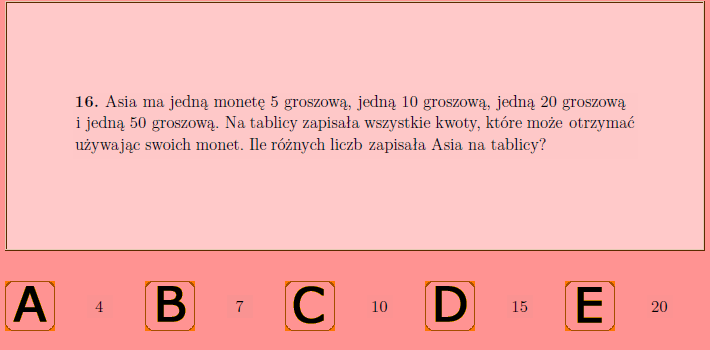 16. Asia ma jedną monetę 5 groszową, jedną 10 groszową, jedną 20 groszową
i jedną 50 groszową. Na tablicy zapisała wszystkie kwoty, które może otrzymać
używając swoich monet. Ile różnych liczb zapisała Asia na tablicy?
A 4 B 7 C 10 D 15 E 20